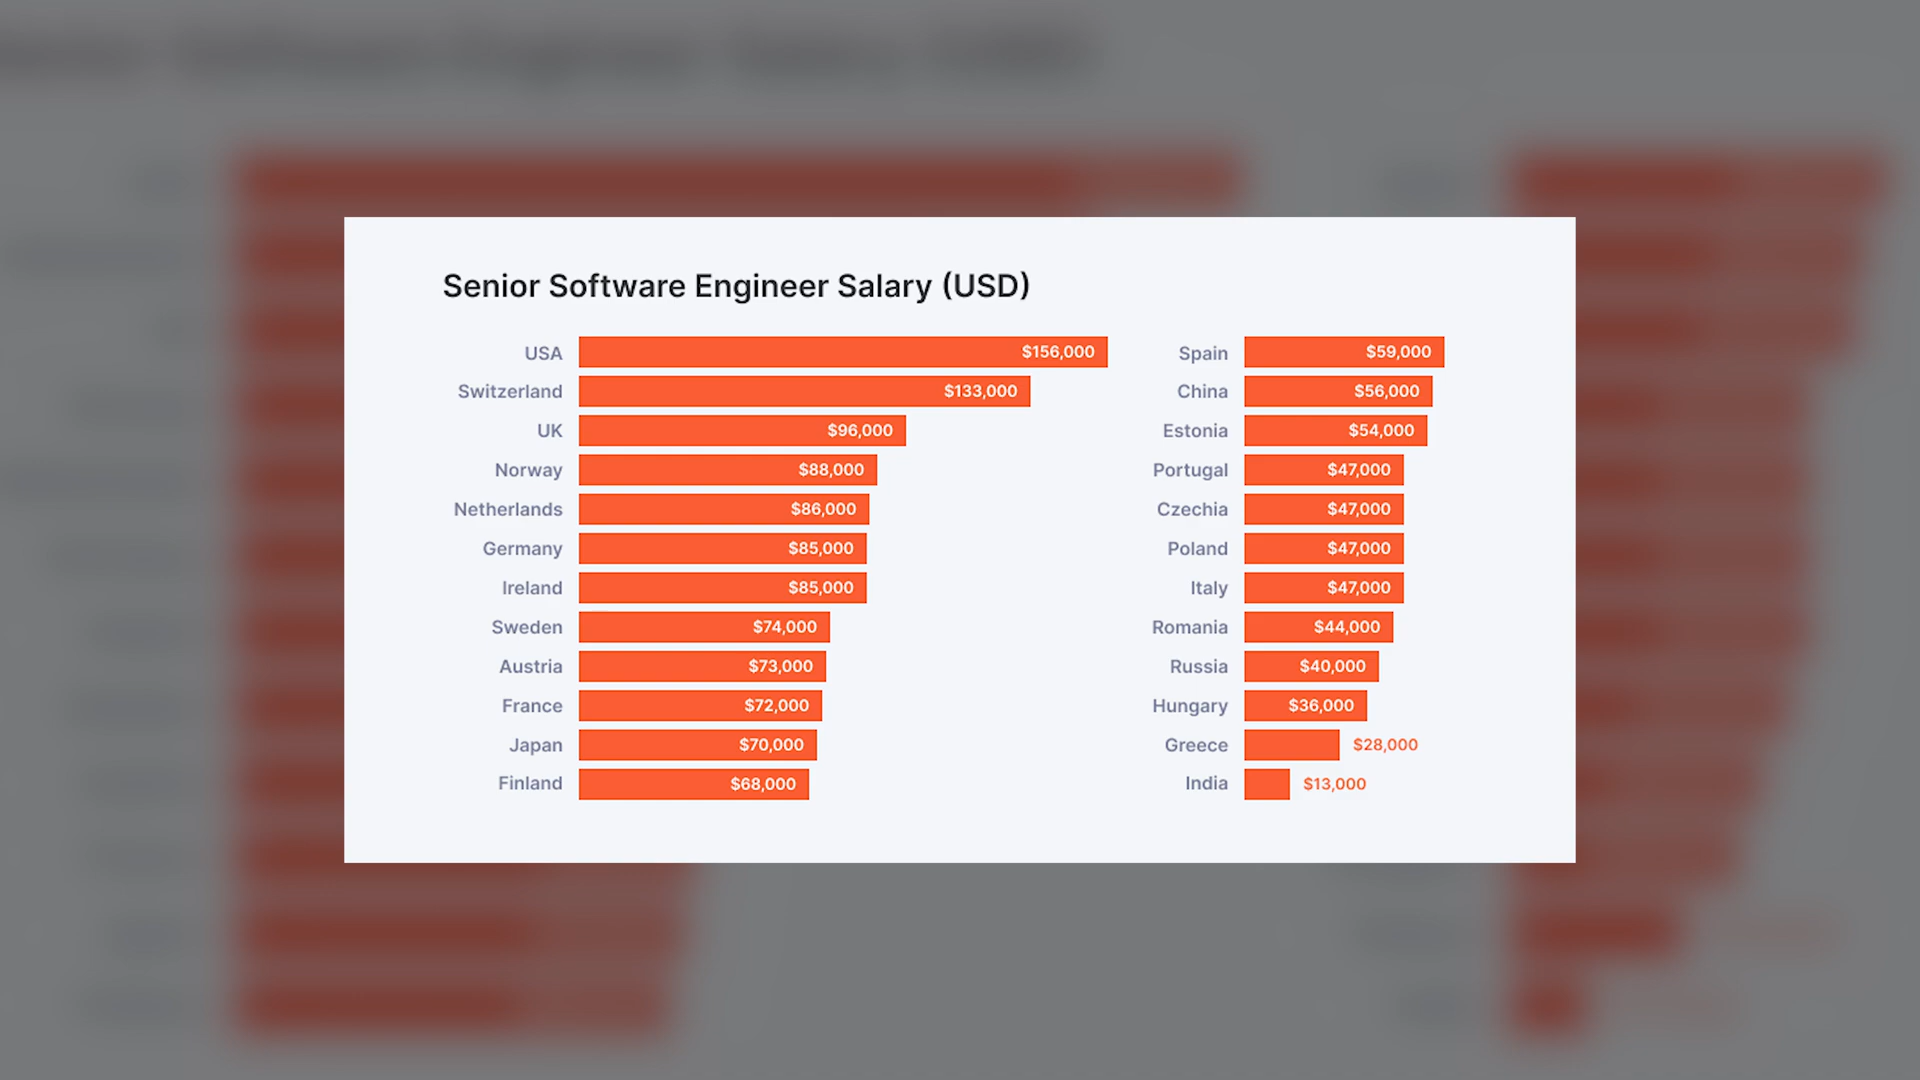 Senior Software Engineer Salary (USD)
USA $156,000
Switzerland $133,000
UK $96,000
Norway $88,000
Netherlands $86,000
Germany $85,000
Ireland $85,000
Sweden $74,000
Austria $73,000
France $72,000
Japan $70,000
Finland $68,000
Spain $59,000
China $56,000
Estonia $54,000
Portugal $47,000
Czechia $47,000
Poland $47,000
Italy $47,000
Romania $44,000
Russia $40,000
Hungary $36,000
Greece $28,000
India $13,000